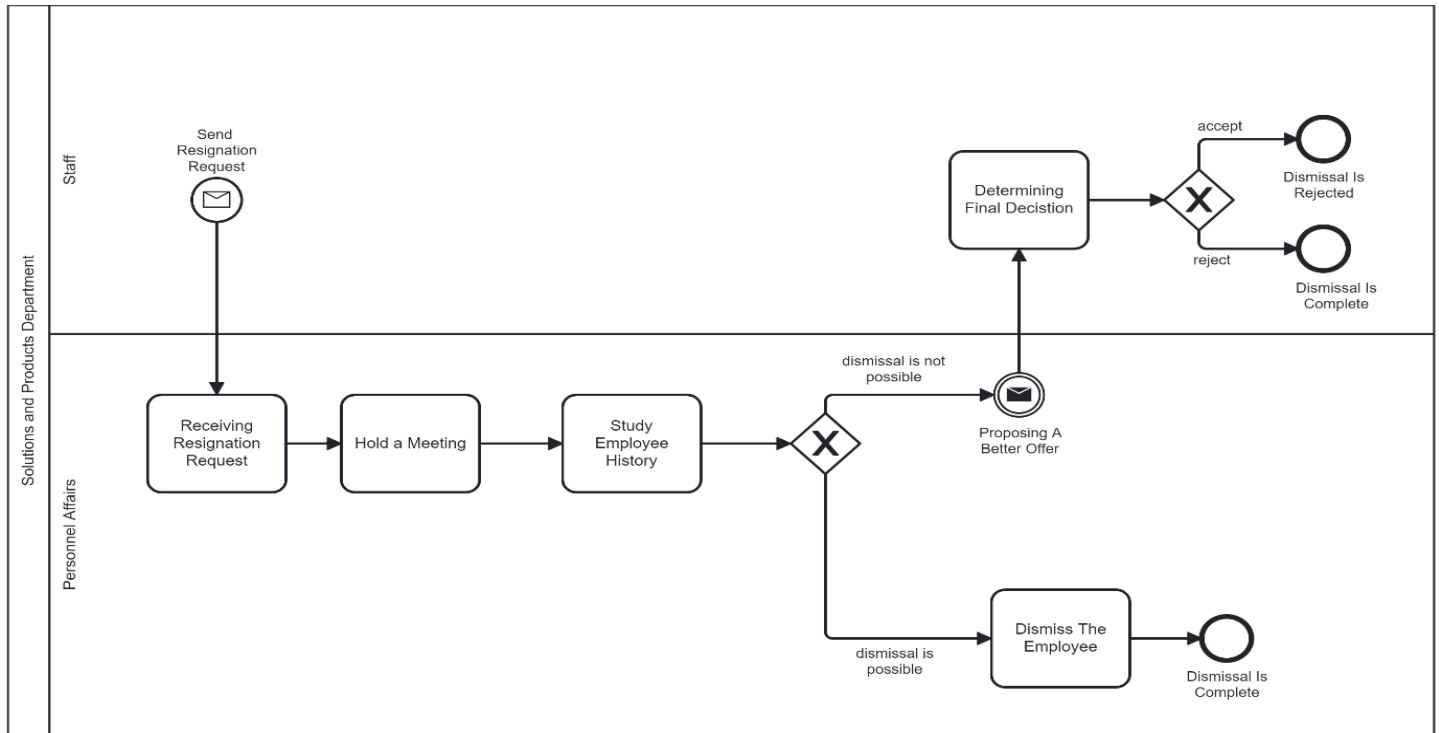 Solutions and Products Department
Staff
Send
Resignation
Request
Determining
Final Decistion
accept
Dismissal Is
Rejected
reject
Dismissal Is
Complete
Personnel Affairs
Receiving
Resignation
Request
Hold a Meeting
Study
Employee
History
dismissal is not
possible
Proposing A
Better Offer
dismissal is
possible
Dismiss The
Employee
Dismissal Is
Complete